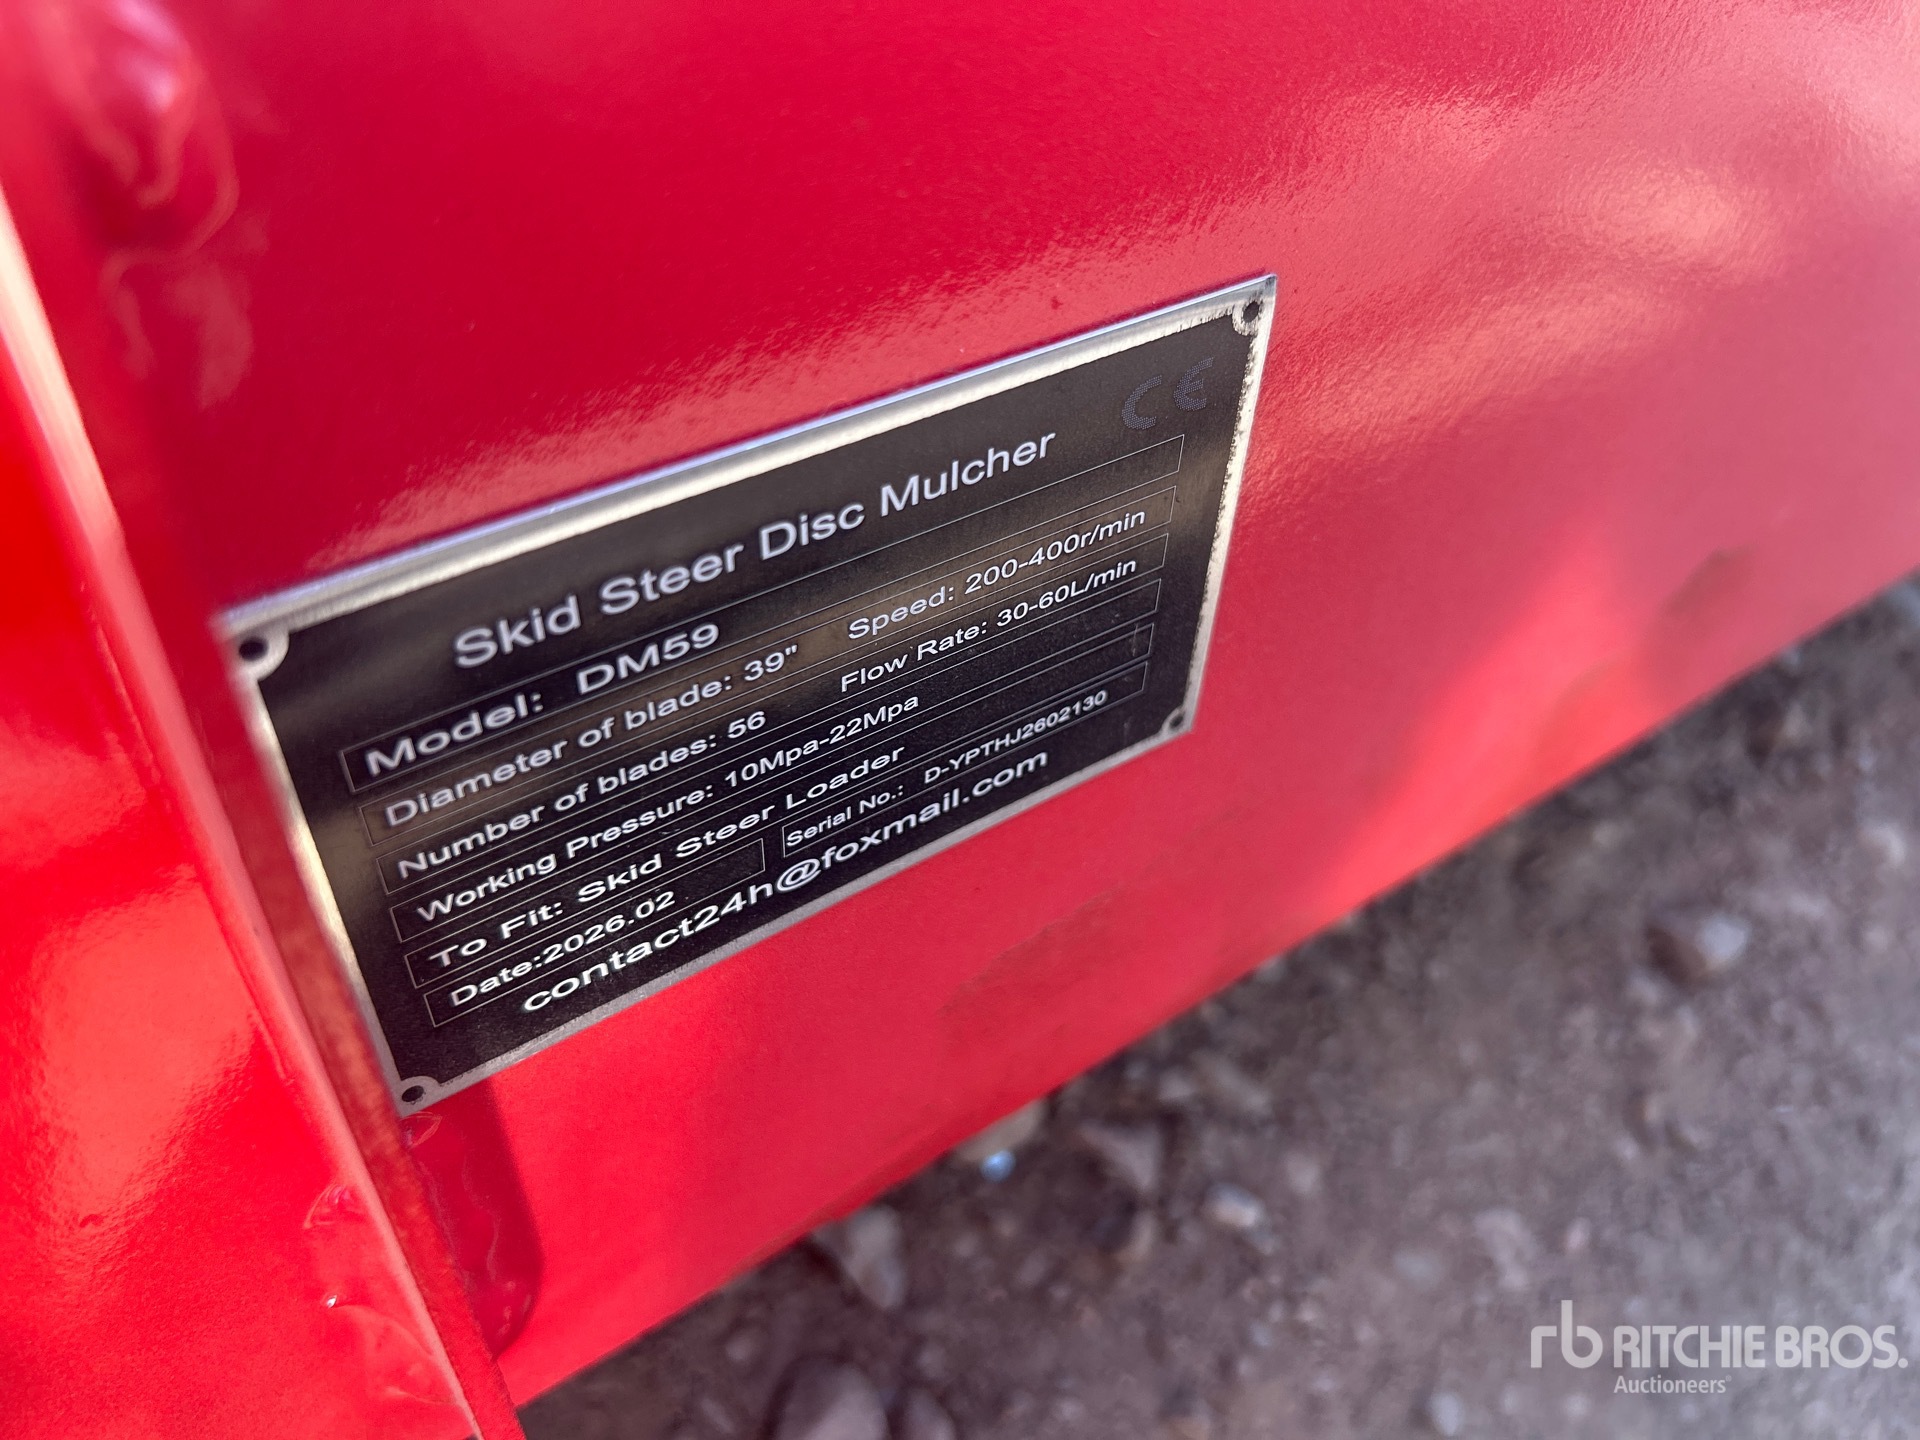 CE
Skid Steer Disc Mulcher
Model: DM59
Diameter of blade: 39" Speed: 200-400r/min
Number of blades: 56 Flow Rate: 30-60L/min
Working Pressure: 10Mpa-22Mpa
To Fit: Skid Steer Loader
Date:2026.02 Serial No.: D-YPTHJ2602130
contact24h@foxmail.com
rb RITCHIE BROS.
Auctioneers